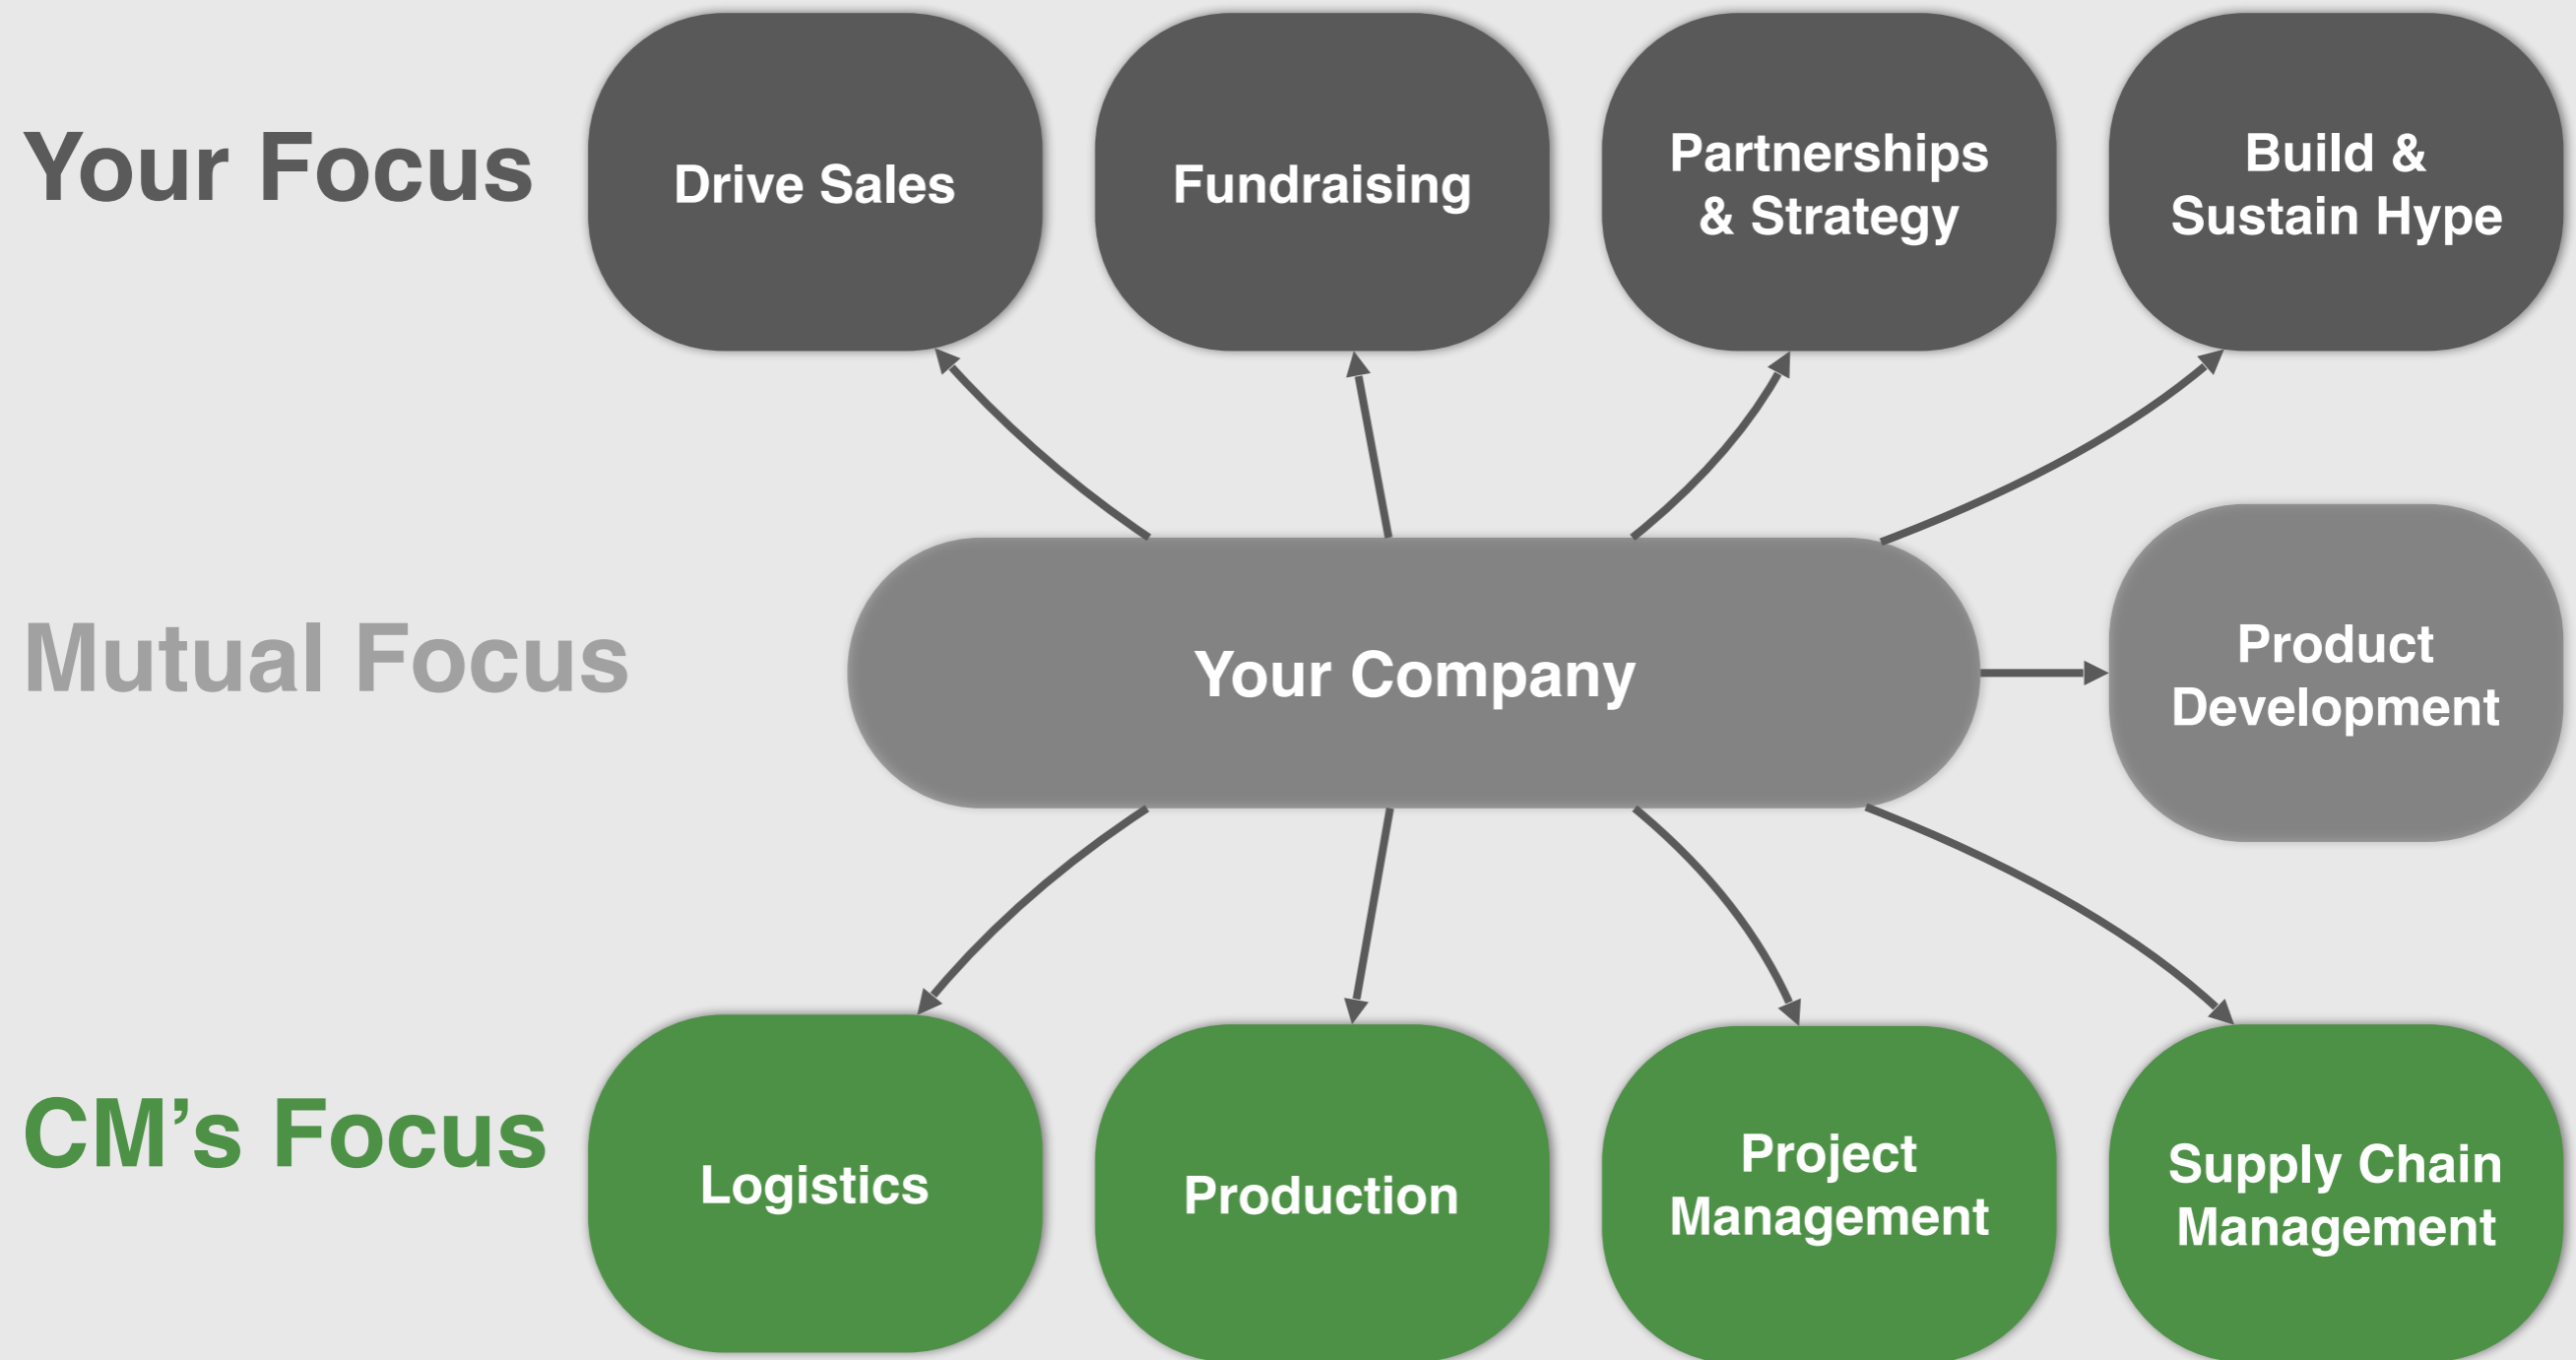 Your Focus
Drive Sales
Fundraising
Partnerships
& Strategy
Build &
Sustain Hype
Mutual Focus
Your Company
Product
Development
CM’s Focus
Logistics
Production
Project
Management
Supply Chain
Management